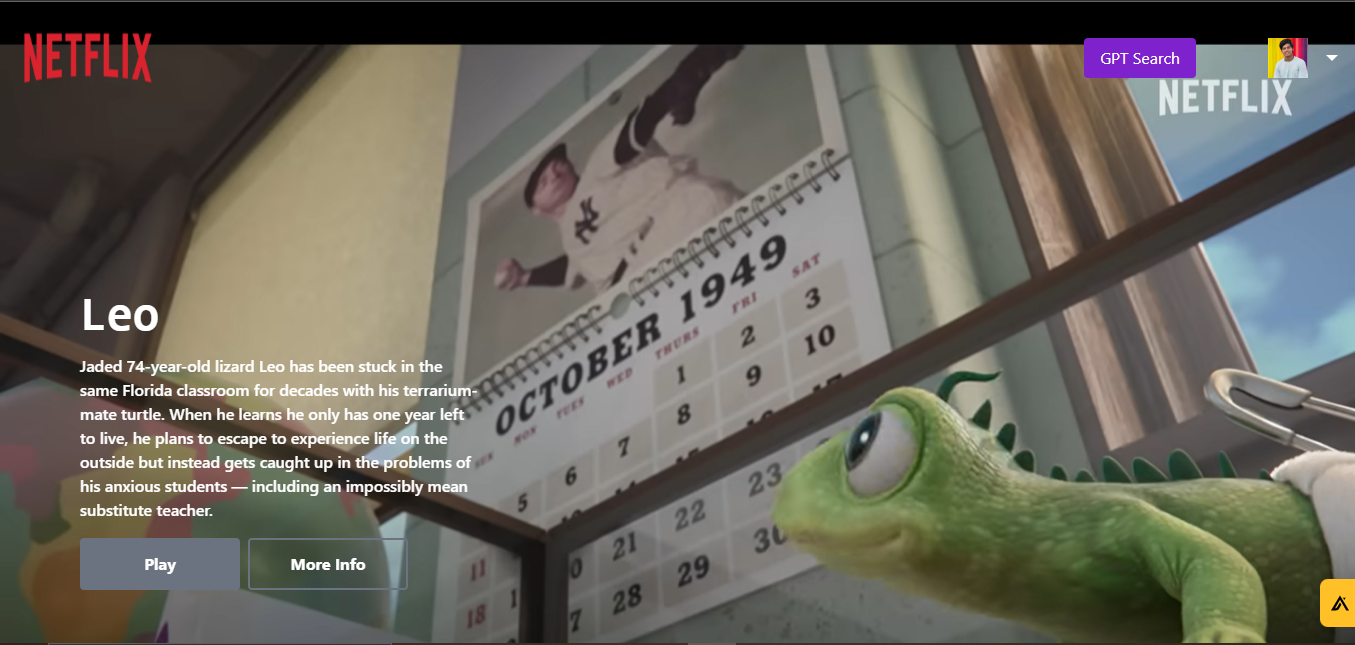 NETFLIX
GPT Search
NETFLIX
OCTOBER 1949
SUN MON TUES WED THURS FRI SAT
1 2 3
5 6 7 8 9 10
11
18
21 22 23
28 29 30
Leo
Jaded 74-year-old lizard Leo has been stuck in the
same Florida classroom for decades with his terrarium-
mate turtle. When he learns he only has one year left
to live, he plans to escape to experience life on the
outside but instead gets caught up in the problems of
his anxious students — including an impossibly mean
substitute teacher.
Play
More Info